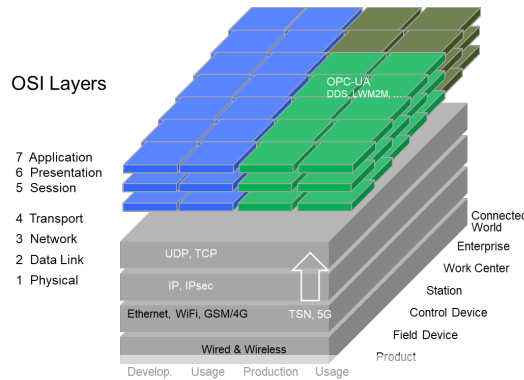 OSI Layers
OPC-UA
DDS, LWM2M, ...
7 Application
6 Presentation
5 Session
4 Transport
3 Network
2 Data Link
1 Physical
UDP, TCP
IP, IPsec
Ethernet, WiFi, GSM/4G
TSN, 5G
Wired & Wireless
Connected
World
Enterprise
Work Center
Station
Control Device
Field Device
Product
Develop. Usage Production Usage